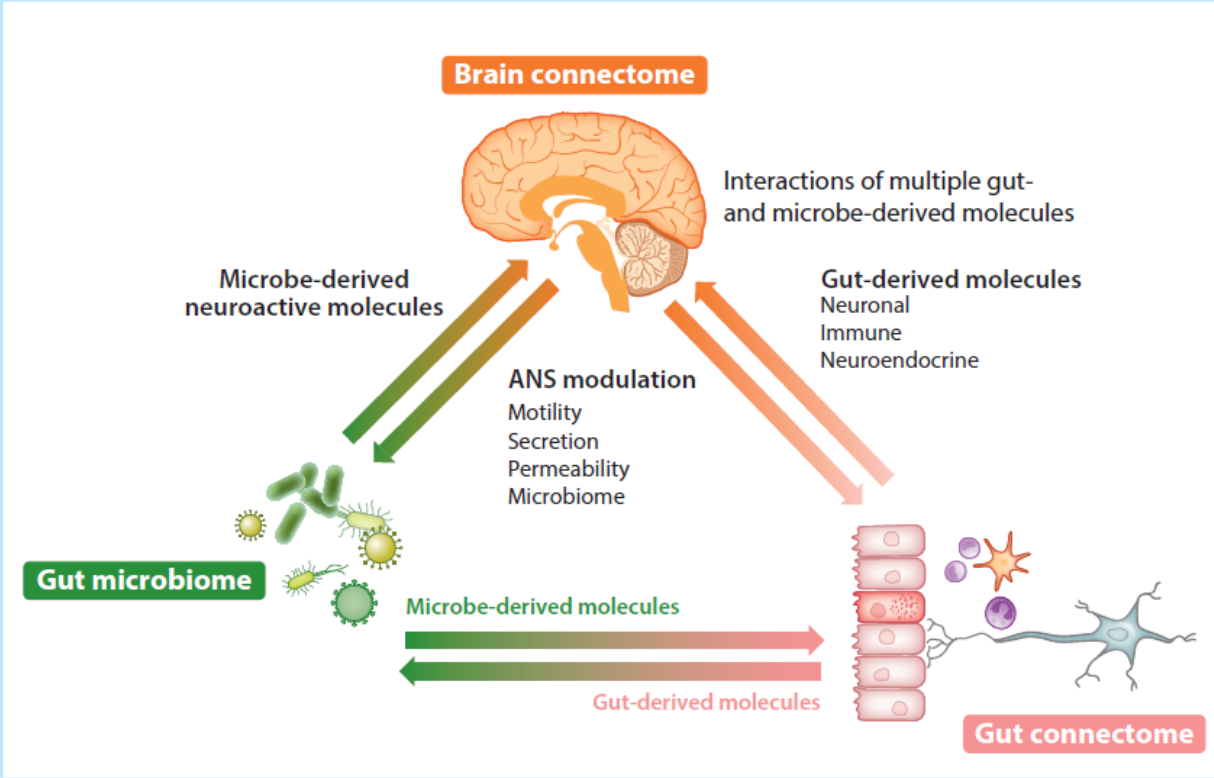 Brain connectome
Interactions of multiple gut-
and microbe-derived molecules
Microbe-derived
neuroactive molecules
Gut-derived molecules
Neuronal
Immune
Neuroendocrine
ANS modulation
Motility
Secretion
Permeability
Microbiome
Gut microbiome
Microbe-derived molecules
Gut-derived molecules
Gut connectome